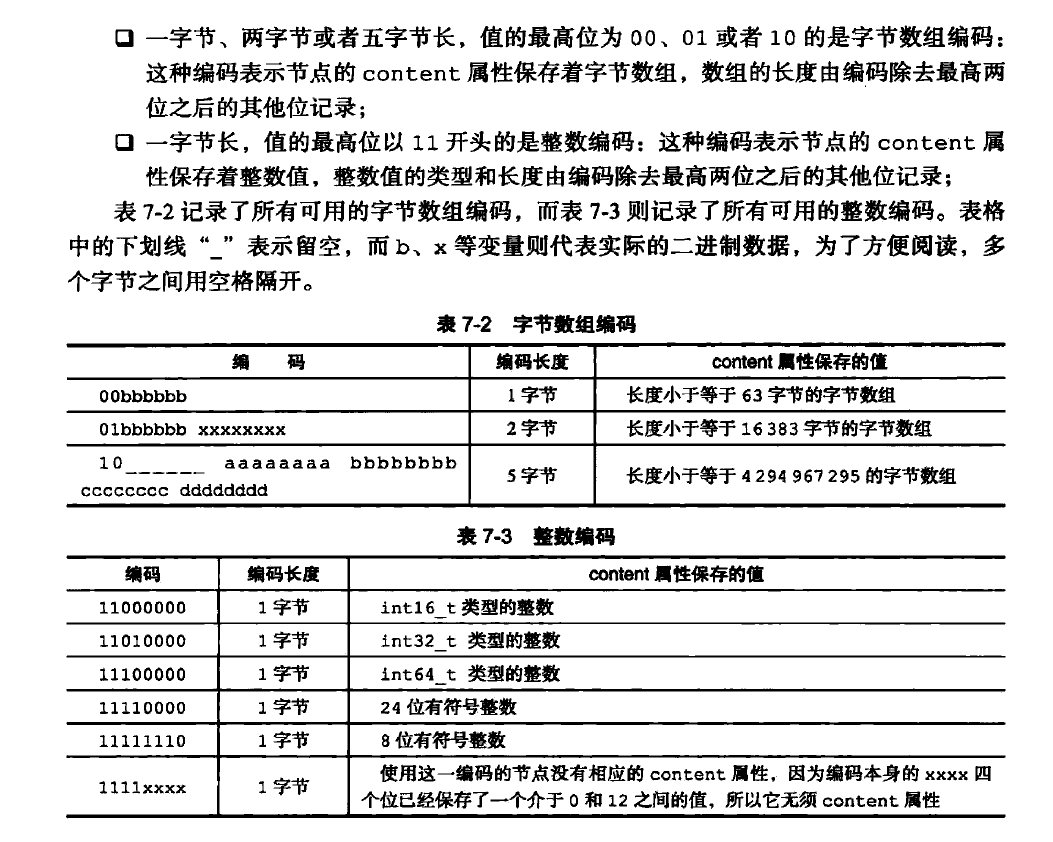 ❑ 一字节、两字节或者五字节长，值的最高位为 00、01 或者 10 的是字节数组编码：
这种编码表示节点的 content 属性保存着字节数组，数组的长度由编码除去最高两
位之后的其他位记录；
❑ 一字节长，值的最高位以 11 开头的是整数编码：这种编码表示节点的 content 属
性保存着整数值，整数值的类型和长度由编码除去最高两位之后的其他位记录；
表 7-2 记录了所有可用的字节数组编码，而表 7-3 则记录了所有可用的整数编码。表格
中的下划线“_”表示留空，而 b、x 等变量则代表实际的二进制数据，为了方便阅读，多
个字节之间用空格隔开。
表 7-2 字节数组编码
编 码 编码长度 content 属性保存的值
00bbbbbb 1 字节 长度小于等于 63 字节的字节数组
01bbbbbb xxxxxxxx 2 字节 长度小于等于 16 383 字节的字节数组
10______ aaaaaaaa bbbbbbbb
cccccccc dddddddd 5 字节 长度小于等于 4 294 967 295 的字节数组
表 7-3 整数编码
编码 编码长度 content 属性保存的值
11000000 1 字节 int16_t 类型的整数
11010000 1 字节 int32_t 类型的整数
11100000 1 字节 int64_t 类型的整数
11110000 1 字节 24 位有符号整数
11111110 1 字节 8 位有符号整数
1111xxxx 1 字节 使用这一编码的节点没有相应的 content 属性，因为编码本身的 xxxx 四
个位已经保存了一个介于 0 和 12 之间的值，所以它无须 content 属性